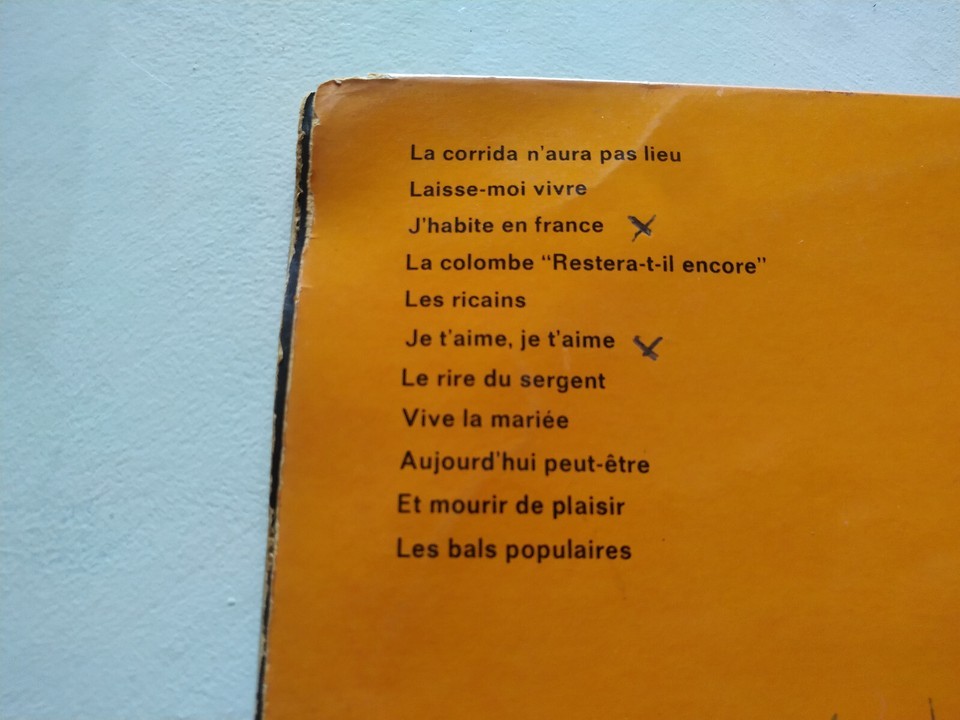 La corrida n'aura pas lieu
Laisse-moi vivre
J'habite en france X
La colombe "Restera-t-il encore"
Les ricains
Je t'aime, je t'aime X
Le rire du sergent
Vive la mariée
Aujourd'hui peut-être
Et mourir de plaisir
Les bals populaires